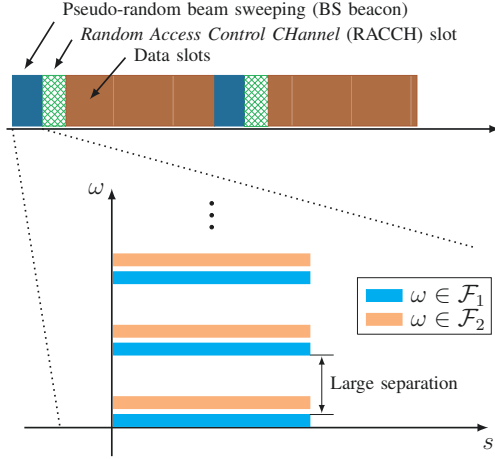 Pseudo-random beam sweeping (BS beacon)
Random Access Control CHannel (RACCH) slot
Data slots
ω
⋮
ω ∈ ℱ₁
ω ∈ ℱ₂
Large separation
s